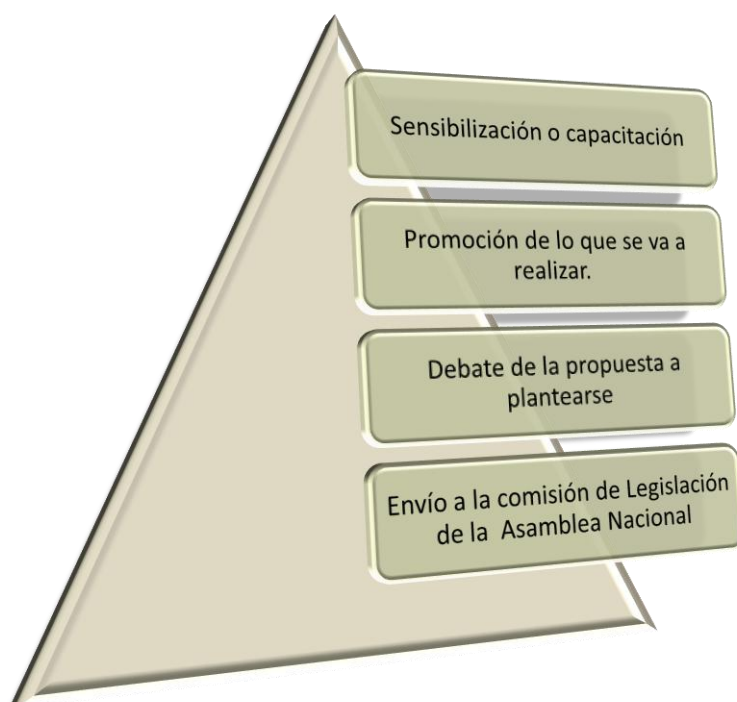 Sensibilización o capacitación
Promoción de lo que se va a
realizar.
Debate de la propuesta a
plantearse
Envío a la comisión de Legislación
de la Asamblea Nacional